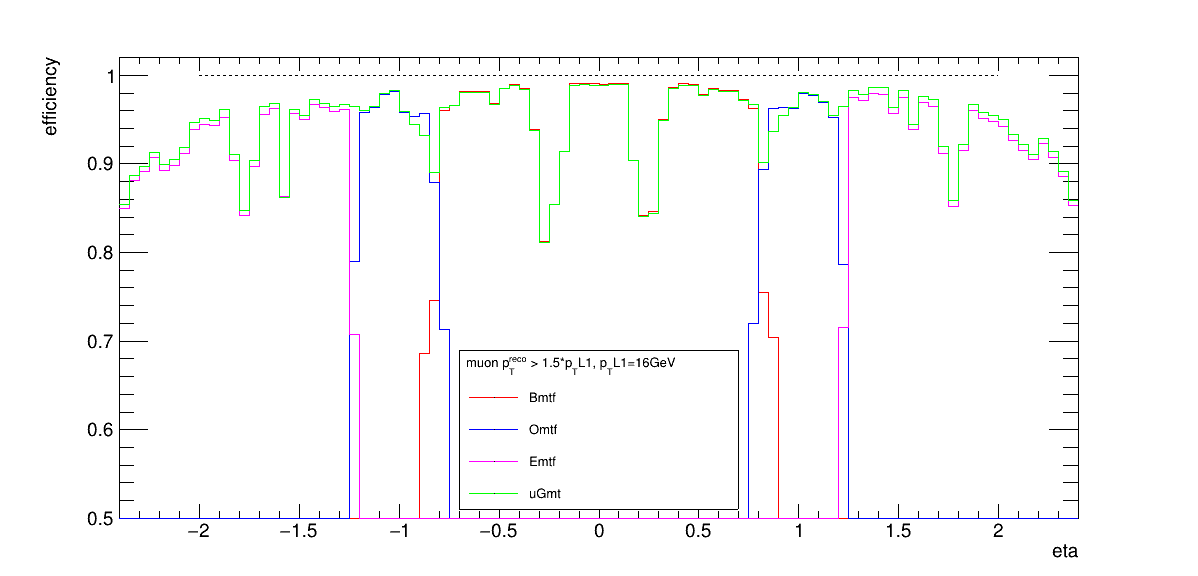 efficiency
1
0.9
0.8
0.7
0.6
0.5
muon p_T^reco > 1.5*p_T L1, p_T L1=16GeV
Bmtf
Omtf
Emtf
uGmt
−2 −1.5 −1 −0.5 0 0.5 1 1.5 2
eta